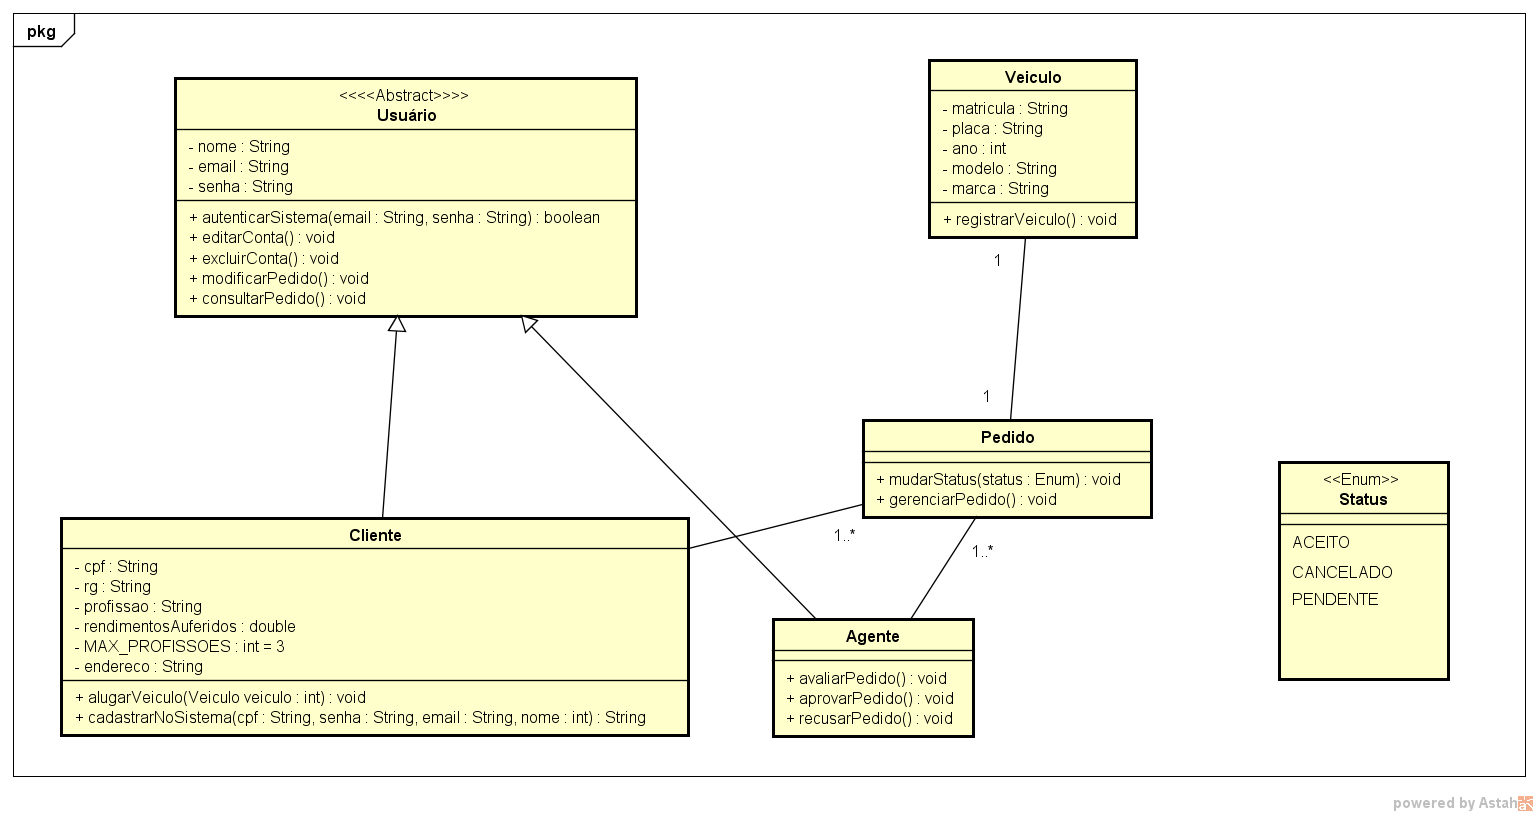 pkg
<<<<Abstract>>>>
Usuário
- nome : String
- email : String
- senha : String
+ autenticarSistema(email : String, senha : String) : boolean
+ editarConta() : void
+ excluirConta() : void
+ modificarPedido() : void
+ consultarPedido() : void
Veiculo
- matricula : String
- placa : String
- ano : int
- modelo : String
- marca : String
+ registrarVeiculo() : void
1
1
Pedido
+ mudarStatus(status : Enum) : void
+ gerenciarPedido() : void
1..*
1..*
<<Enum>>
Status
ACEITO
CANCELADO
PENDENTE
Cliente
- cpf : String
- rg : String
- profissao : String
- rendimentosAuferidos : double
- MAX_PROFISSOES : int = 3
- endereco : String
+ alugarVeiculo(Veiculo veiculo : int) : void
+ cadastrarNoSistema(cpf : String, senha : String, email : String, nome : int) : String
Agente
+ avaliarPedido() : void
+ aprovarPedido() : void
+ recusarPedido() : void
powered by Astah